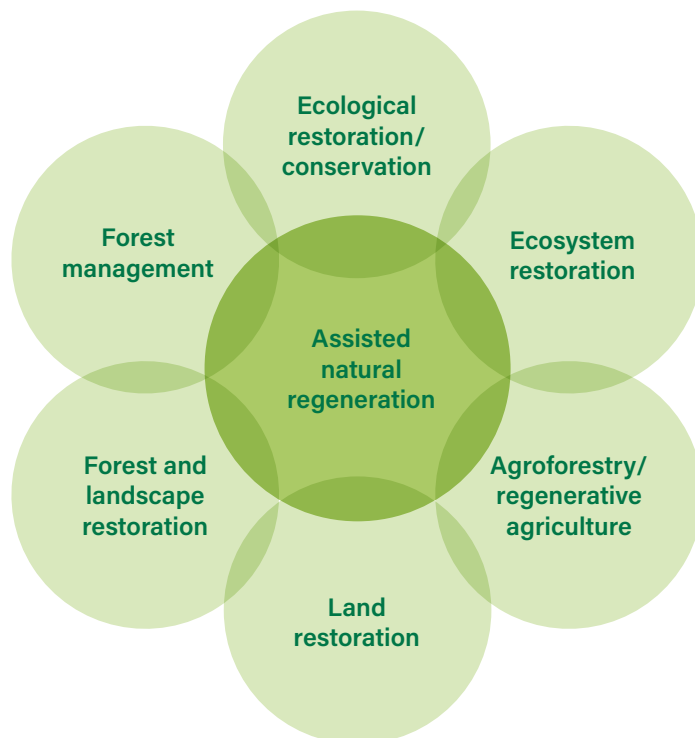 Ecological
restoration/
conservation
Forest
management
Ecosystem
restoration
Assisted
natural
regeneration
Forest and
landscape
restoration
Agroforestry/
regenerative
agriculture
Land
restoration